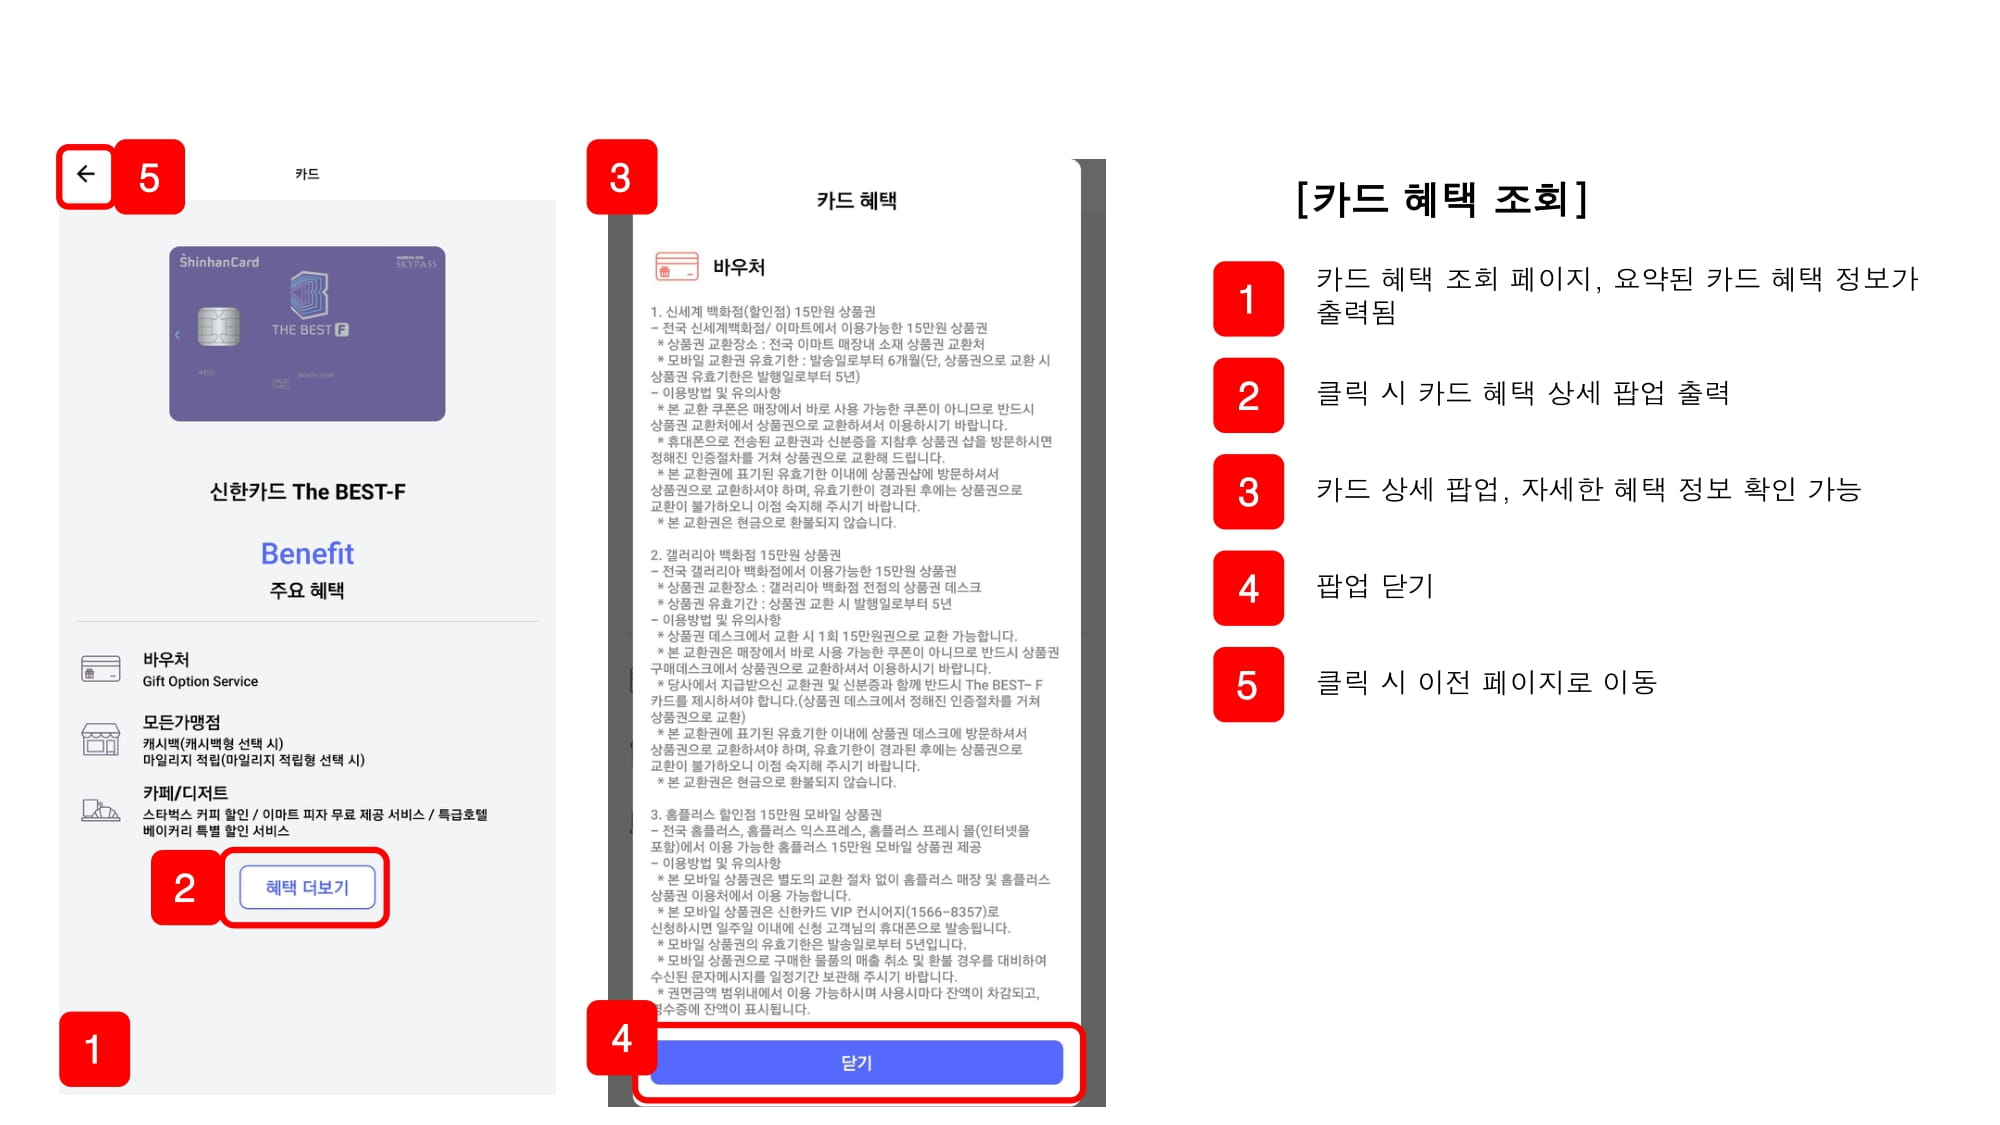 5
카드
ShinhanCard
SKYPASS
THE BEST F
4450
신한카드 The BEST-F
Benefit
주요 혜택
바우처
Gift Option Service
모든가맹점
캐시백(캐시백형 선택 시)
마일리지 적립(마일리지 적립형 선택 시)
카페/디저트
스타벅스 커피 할인 / 이마트 피자 무료 제공 서비스 / 특급호텔
베이커리 특별 할인 서비스
2
혜택 더보기
1
3
카드 혜택
바우처
1. 신세계 백화점(할인점) 15만원 상품권
– 전국 신세계백화점/ 이마트에서 이용가능한 15만원 상품권
* 상품권 교환장소 : 전국 이마트 매장내 소재 상품권 교환처
* 모바일 교환권 유효기한 : 발송일로부터 6개월(단, 상품권으로 교환 시
상품권 유효기한은 발행일로부터 5년)
– 이용방법 및 유의사항
* 본 교환 쿠폰은 매장에서 바로 사용 가능한 쿠폰이 아니므로 반드시
상품권 교환처에서 상품권으로 교환하셔서 이용하시기 바랍니다.
* 휴대폰으로 전송된 교환권과 신분증을 지참후 상품권 샵을 방문하시면
정해진 인증절차를 거쳐 상품권으로 교환해 드립니다.
* 본 교환권에 표기된 유효기한 이내에 상품권샵에 방문하셔서
상품권으로 교환하셔야 하며, 유효기한이 경과된 후에는 상품권으로
교환이 불가하오니 이점 숙지해 주시기 바랍니다.
* 본 교환권은 현금으로 환불되지 않습니다.
2. 갤러리아 백화점 15만원 상품권
– 전국 갤러리아 백화점에서 이용가능한 15만원 상품권
* 상품권 교환장소 : 갤러리아 백화점 전점의 상품권 데스크
* 상품권 유효기간 : 상품권 교환 시 발행일로부터 5년
– 이용방법 및 유의사항
* 상품권 데스크에서 교환 시 1회 15만원권으로 교환 가능합니다.
* 본 교환권은 매장에서 바로 사용 가능한 쿠폰이 아니므로 반드시 상품권
구매데스크에서 상품권으로 교환하셔서 이용하시기 바랍니다.
* 당사에서 지급받으신 교환권 및 신분증과 함께 반드시 The BEST– F
카드를 제시하셔야 합니다.(상품권 데스크에서 정해진 인증절차를 거쳐
상품권으로 교환)
* 본 교환권에 표기된 유효기한 이내에 상품권 데스크에 방문하셔서
상품권으로 교환하셔야 하며, 유효기한이 경과된 후에는 상품권으로
교환이 불가하오니 이점 숙지해 주시기 바랍니다.
* 본 교환권은 현금으로 환불되지 않습니다.
3. 홈플러스 할인점 15만원 모바일 상품권
– 전국 홈플러스, 홈플러스 익스프레스, 홈플러스 프레시 몰(인터넷몰
포함)에서 이용 가능한 홈플러스 15만원 모바일 상품권 제공
– 이용방법 및 유의사항
* 본 모바일 상품권은 별도의 교환 절차 없이 홈플러스 매장 및 홈플러스
상품권 이용처에서 이용 가능합니다.
* 본 모바일 상품권은 신한카드 VIP 컨시어지(1566–8357)로
신청하시면 일주일 이내에 신청 고객님의 휴대폰으로 발송됩니다.
* 모바일 상품권의 유효기한은 발송일로부터 5년입니다.
* 모바일 상품권으로 구매한 물품의 매출 취소 및 환불 경우를 대비하여
수신된 문자메시지를 일정기간 보관해 주시기 바랍니다.
* 권면금액 범위내에서 이용 가능하시며 사용시마다 잔액이 차감되고,
영수증에 잔액이 표시됩니다.
4
닫기
[카드 혜택 조회]
1 카드 혜택 조회 페이지, 요약된 카드 혜택 정보가
출력됨
2 클릭 시 카드 혜택 상세 팝업 출력
3 카드 상세 팝업, 자세한 혜택 정보 확인 가능
4 팝업 닫기
5 클릭 시 이전 페이지로 이동